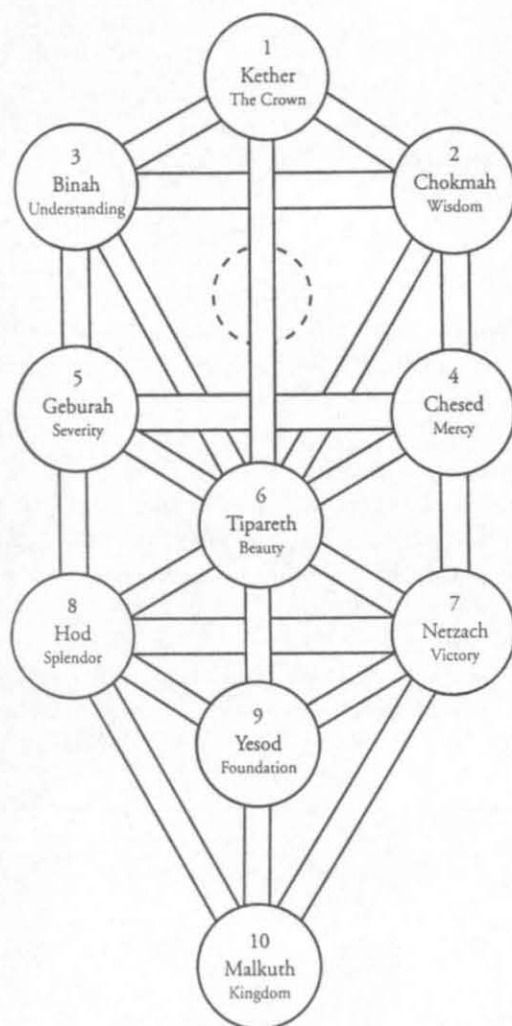 1
Kether
The Crown
2
Chokmah
Wisdom
3
Binah
Understanding
4
Chesed
Mercy
5
Geburah
Severity
6
Tipareth
Beauty
7
Netzach
Victory
8
Hod
Splendor
9
Yesod
Foundation
10
Malkuth
Kingdom